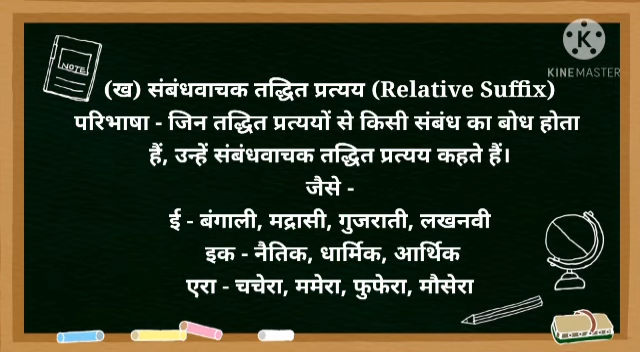 NOTE
KINEMASTER
(ख) संबंधवाचक तद्धित प्रत्यय (Relative Suffix)
परिभाषा - जिन तद्धित प्रत्ययों से किसी संबंध का बोध होता
हैं, उन्हें संबंधवाचक तद्धित प्रत्यय कहते हैं।
जैसे -
ई - बंगाली, मद्रासी, गुजराती, लखनवी
इक - नैतिक, धार्मिक, आर्थिक
एरा - चचेरा, ममेरा, फुफेरा, मौसेरा